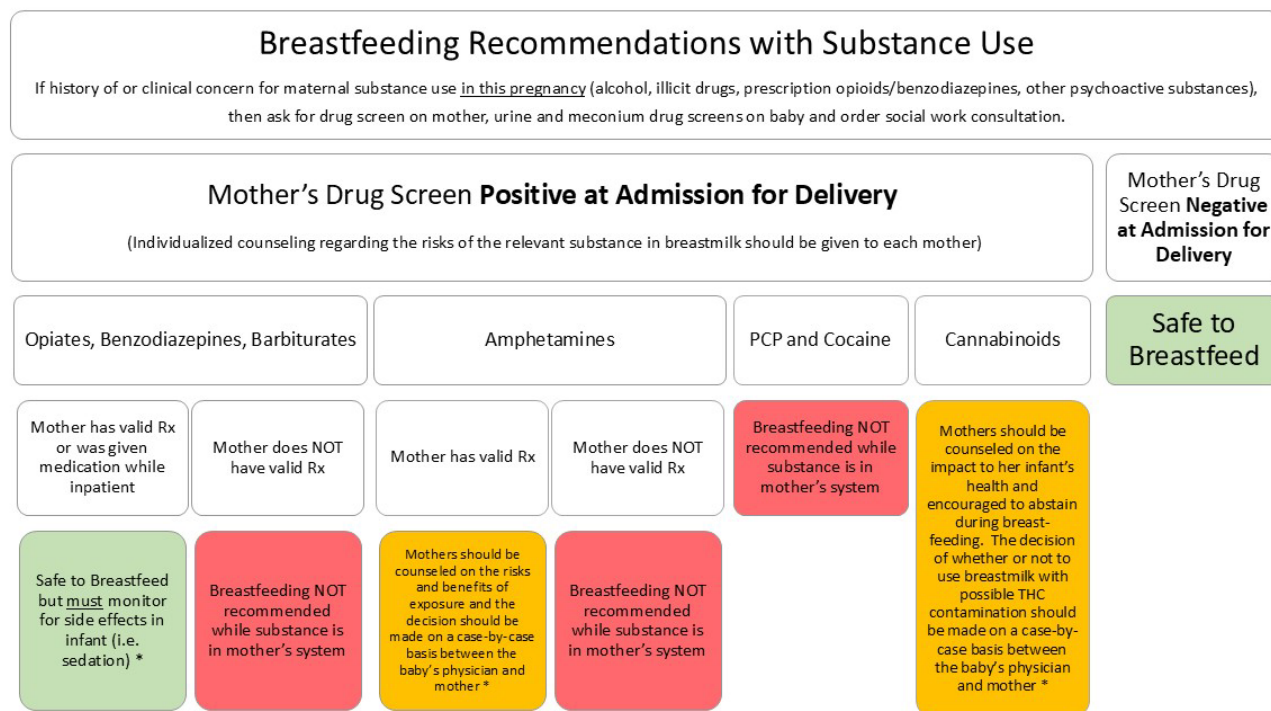 Breastfeeding Recommendations with Substance Use
If history of or clinical concern for maternal substance use in this pregnancy (alcohol, illicit drugs, prescription opioids/benzodiazepines, other psychoactive substances),
then ask for drug screen on mother, urine and meconium drug screens on baby and order social work consultation.
Mother's Drug Screen Positive at Admission for Delivery
(Individualized counseling regarding the risks of the relevant substance in breastmilk should be given to each mother)
Mother's Drug
Screen Negative
at Admission for
Delivery
Opiates, Benzodiazepines, Barbiturates
Amphetamines
PCP and Cocaine
Cannabinoids
Safe to
Breastfeed
Mother has valid Rx
or was given
medication while
inpatient
Mother does NOT
have valid Rx
Mother has valid Rx
Mother does NOT
have valid Rx
Breastfeeding NOT
recommended
while substance is in
mother's system
Mothers should be
counseled on the
impact to her infant's
health and
encouraged to abstain
during breast-
feeding. The decision
of whether or not to
use breastmilk with
possible THC
contamination should
be made on a case-by-
case basis between
the baby's physician
and mother *
Safe to Breastfeed
but must monitor
for side effects in
infant (i.e.
sedation) *
Breastfeeding NOT
recommended
while substance is
in mother's system
Mothers should be
counseled on the risks
and benefits of
exposure and the
decision should be
made on a case-by-case
basis between the
baby's physician and
mother *
Breastfeeding NOT
recommended
while substance is
in mother's system